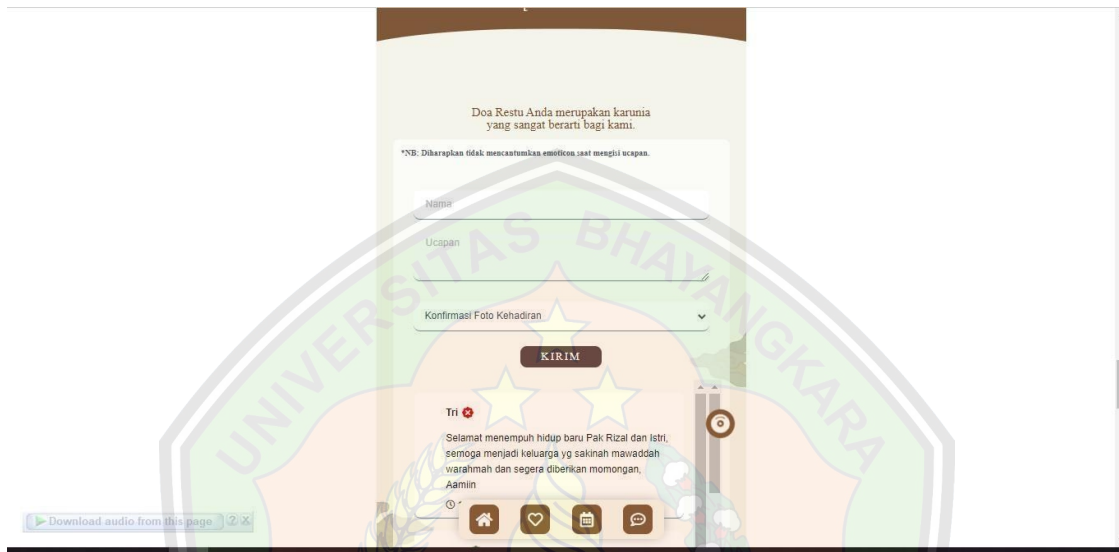 Doa Restu Anda merupakan karunia
yang sangat berarti bagi kami.
*NB: Diharapkan tidak mencantumkan emoticon saat mengisi ucapan.
Nama
Ucapan
Konfirmasi Foto Kehadiran
KIRIM
Tri
Selamat menempuh hidup baru Pak Rizal dan Istri,
semoga menjadi keluarga yg sakinah mawaddah
warahmah dan segera diberikan momongan,
Aamiin
Download audio from this page ? X
UNIVERSITAS BHAYANGKARA